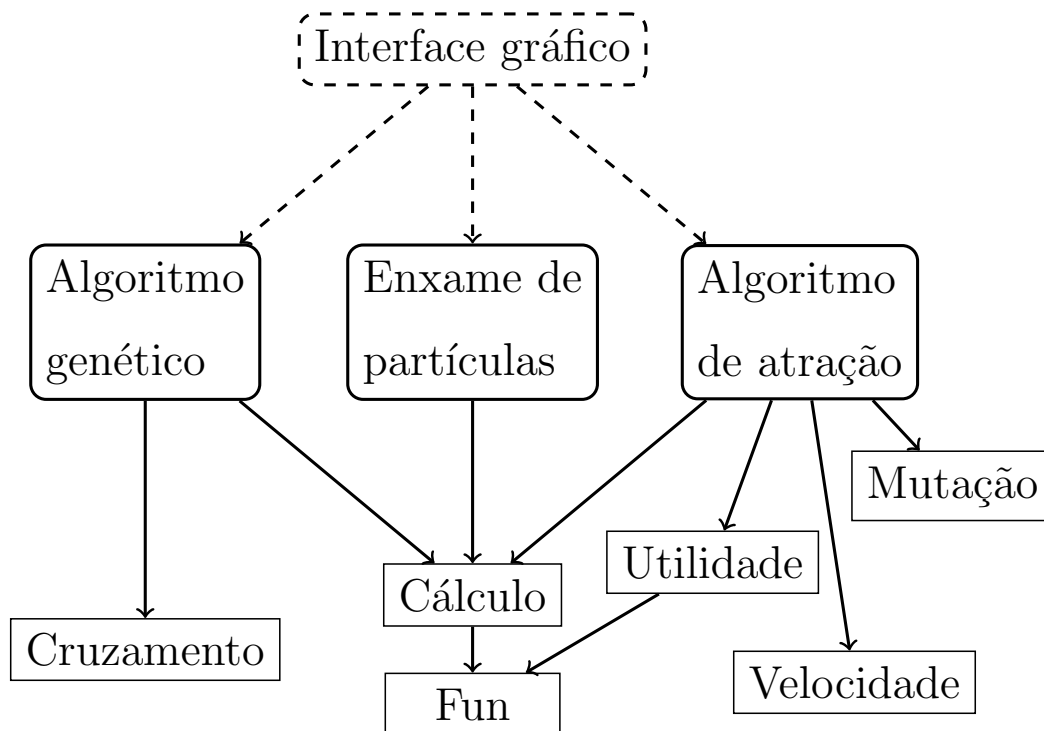 Interface gráfico
Algoritmo
genético
Enxame de
partículas
Algoritmo
de atração
Mutação
Utilidade
Cálculo
Cruzamento
Velocidade
Fun